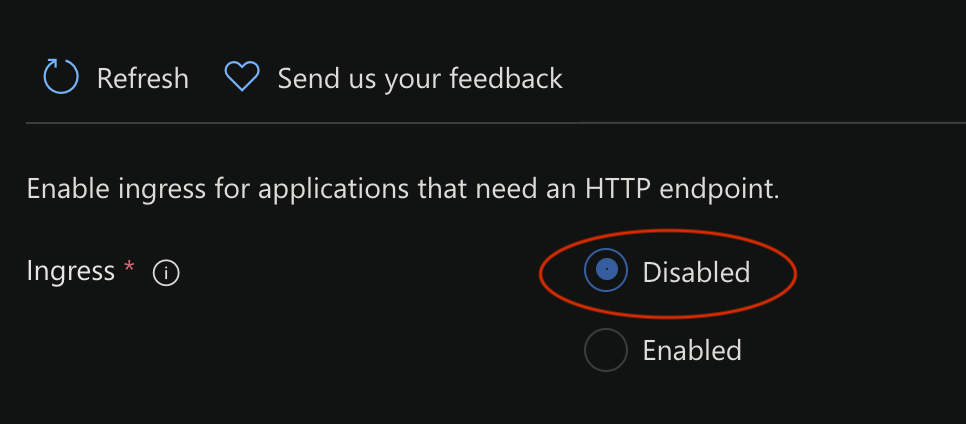 Refresh Send us your feedback
Enable ingress for applications that need an HTTP endpoint.
Ingress * Disabled
Enabled